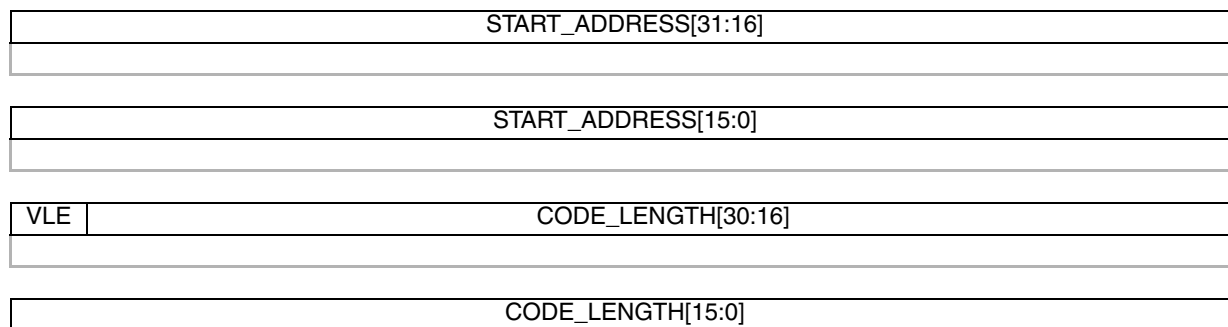 START_ADDRESS[31:16]
START_ADDRESS[15:0]
VLE CODE_LENGTH[30:16]
CODE_LENGTH[15:0]